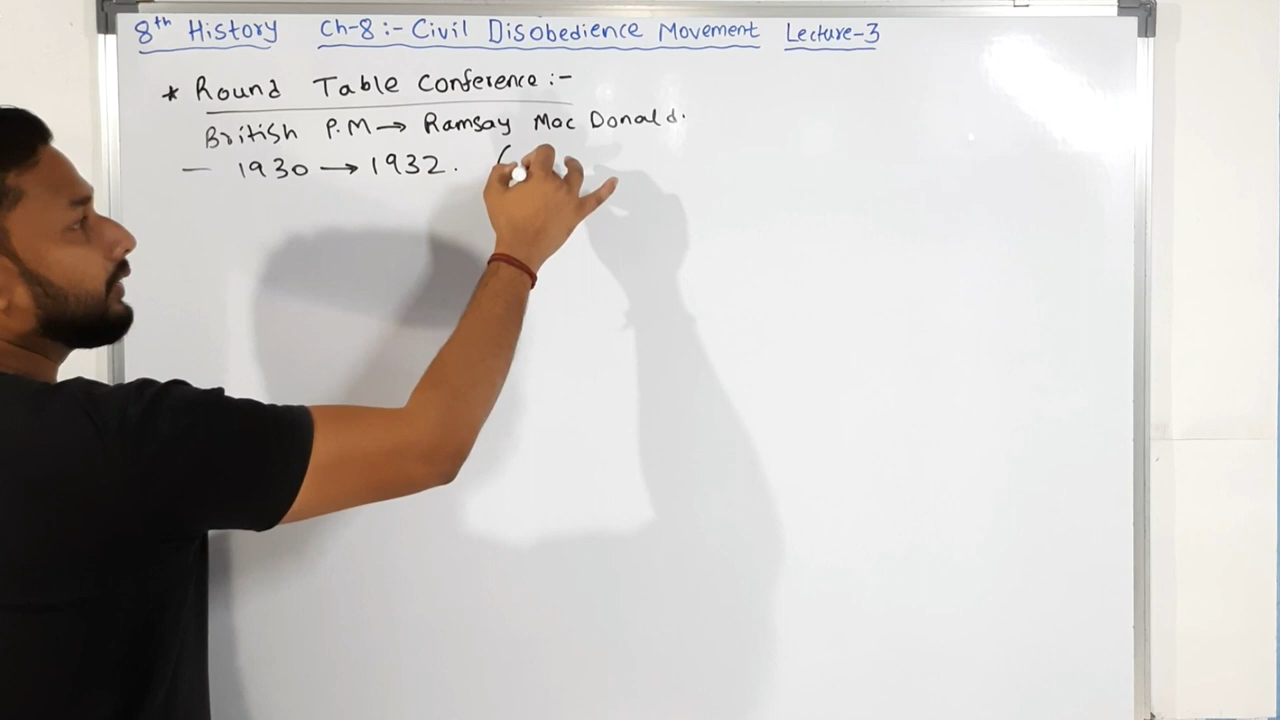 8th History Ch-8:- Civil Disobedience Movement Lecture-3
* Round Table Conference:-
British P.M → Ramsay Mac Donald.
— 1930 → 1932. (